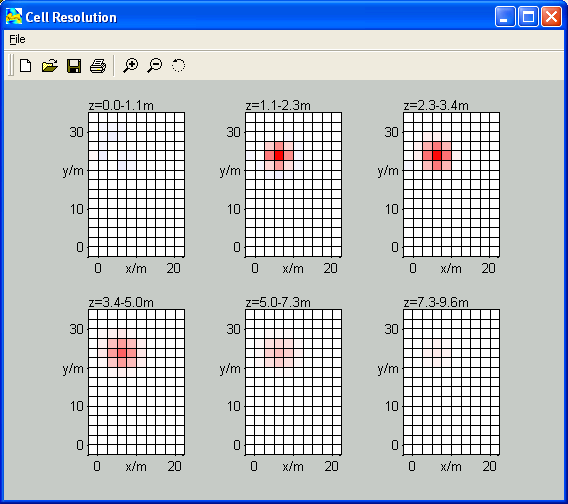 Cell Resolution
File
z=0.0-1.1m z=1.1-2.3m z=2.3-3.4m
30 30 30
y/m y/m y/m
10 10 10
0 0 0
0 x/m 20 0 x/m 20 0 x/m 20
z=3.4-5.0m z=5.0-7.3m z=7.3-9.6m
30 30 30
y/m y/m y/m
10 10 10
0 0 0
0 x/m 20 0 x/m 20 0 x/m 20